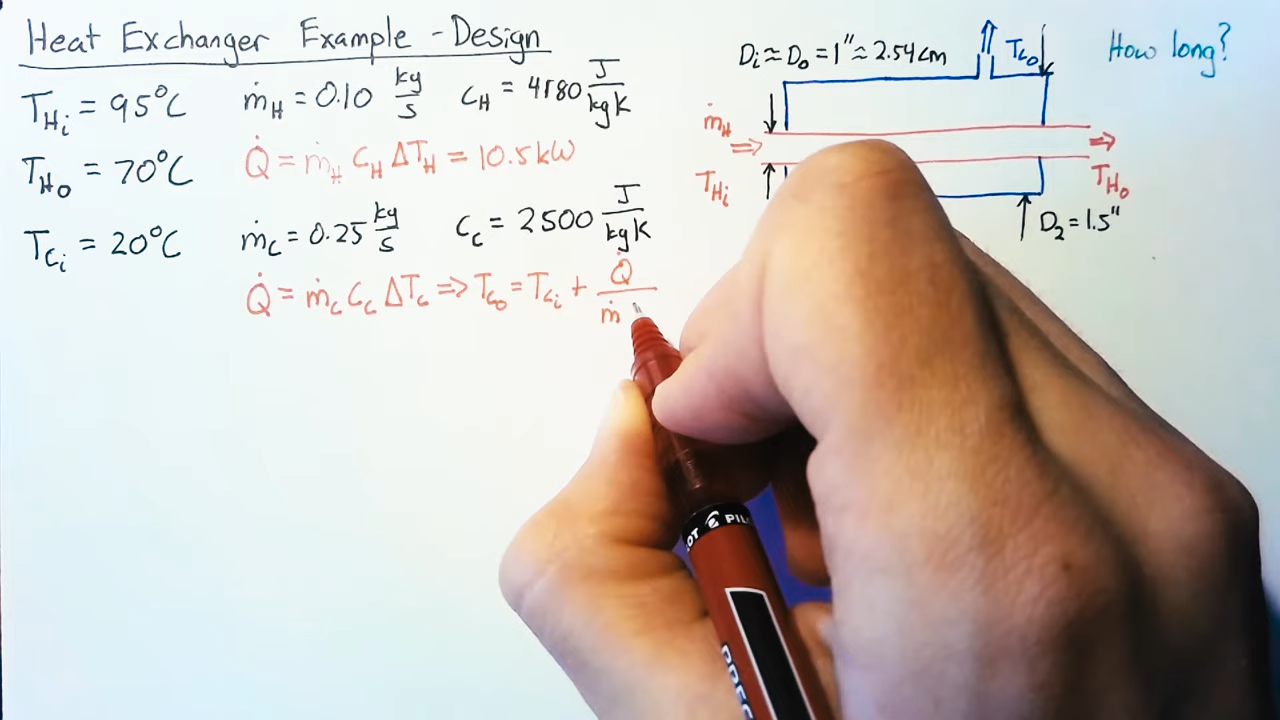 Heat Exchanger Example - Design
T_Hi = 95°C ṁ_H = 0.10 kg/s c_H = 4180 J/kgK
T_Ho = 70°C Q̇ = ṁ_H C_H ΔT_H = 10.5 kW
T_Ci = 20°C ṁ_C = 0.25 kg/s c_C = 2500 J/kgK
Q̇ = ṁ_C C_C ΔT_C => T_Co = T_Ci + Q̇/ṁ
D_i ≈ D_o = 1" ≈ 2.54cm
T_Co
How long?
ṁ_H
T_Hi
T_Ho
D_2 = 1.5"
PILOT